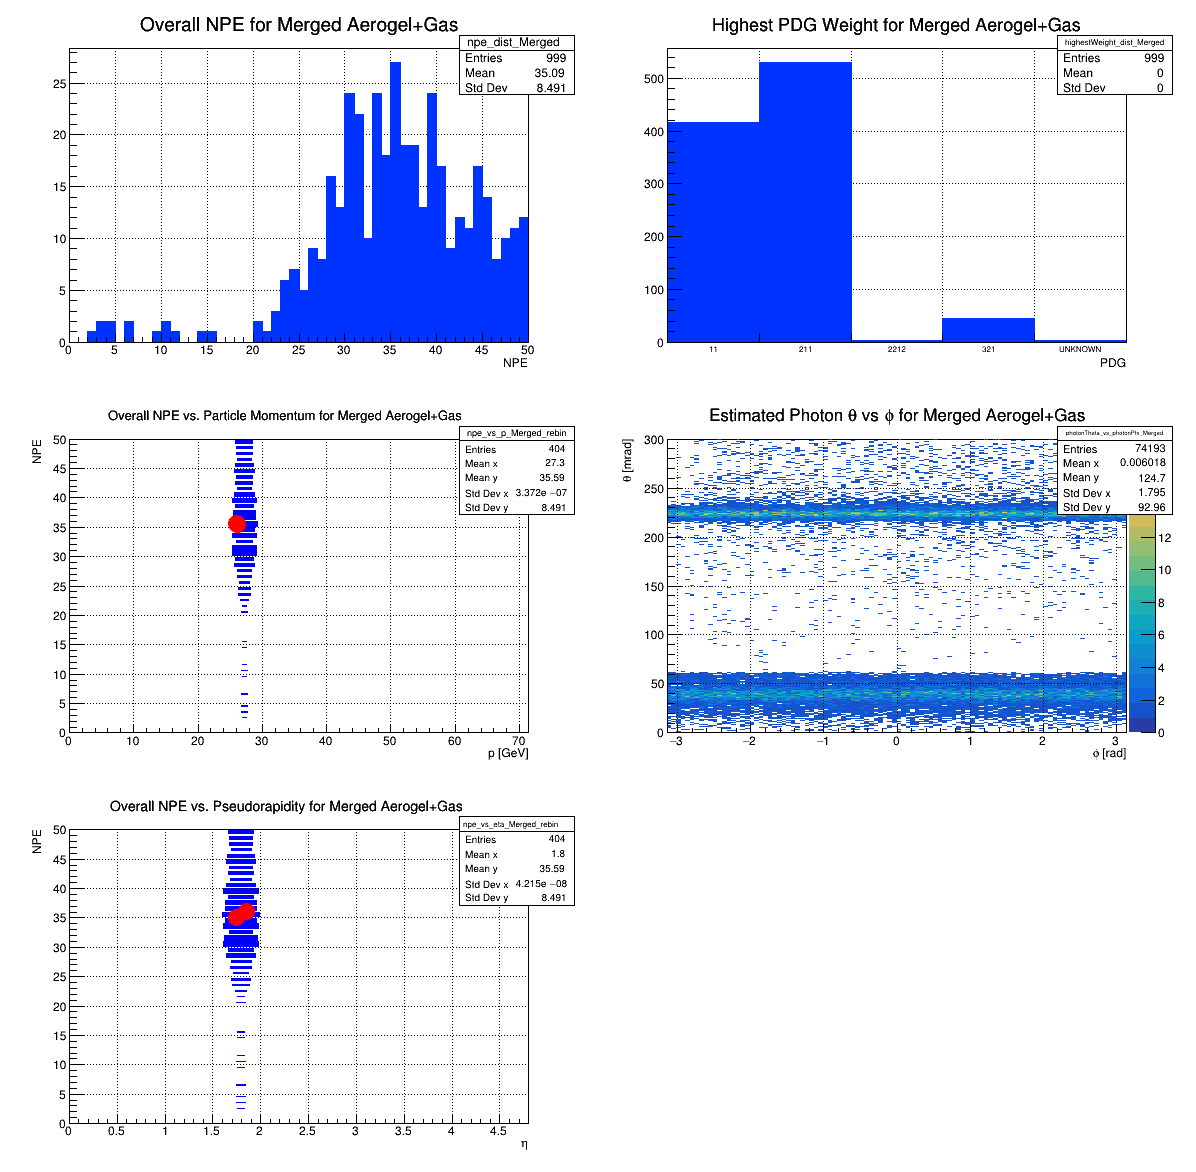 Overall NPE for Merged Aerogel+Gas
npe_dist_Merged
Entries 999
Mean 35.09
Std Dev 8.491
25
20
15
10
5
0
0 5 10 15 20 25 30 35 40 45 50
NPE
Highest PDG Weight for Merged Aerogel+Gas
highestWeight_dist_Merged
Entries 999
Mean 0
Std Dev 0
500
400
300
200
100
0
11 211 2212 321 UNKNOWN
PDG
Overall NPE vs. Particle Momentum for Merged Aerogel+Gas
NPE
npe_vs_p_Merged_rebin
Entries 404
Mean x 27.3
Mean y 35.59
Std Dev x 3.372e −07
Std Dev y 8.491
50
45
40
35
30
25
20
15
10
5
0
0 10 20 30 40 50 60 70
p [GeV]
Estimated Photon θ vs ϕ for Merged Aerogel+Gas
θ [mrad]
photonTheta_vs_photonPhi_Merged
Entries 74193
Mean x 0.006018
Mean y 124.7
Std Dev x 1.795
Std Dev y 92.96
300
250
200
150
100
50
0
−3 −2 −1 0 1 2 3
ϕ [rad]
12
10
8
6
4
2
0
Overall NPE vs. Pseudorapidity for Merged Aerogel+Gas
NPE
npe_vs_eta_Merged_rebin
Entries 404
Mean x 1.8
Mean y 35.59
Std Dev x 4.215e −08
Std Dev y 8.491
50
45
40
35
30
25
20
15
10
5
0
0 0.5 1 1.5 2 2.5 3 3.5 4 4.5
η